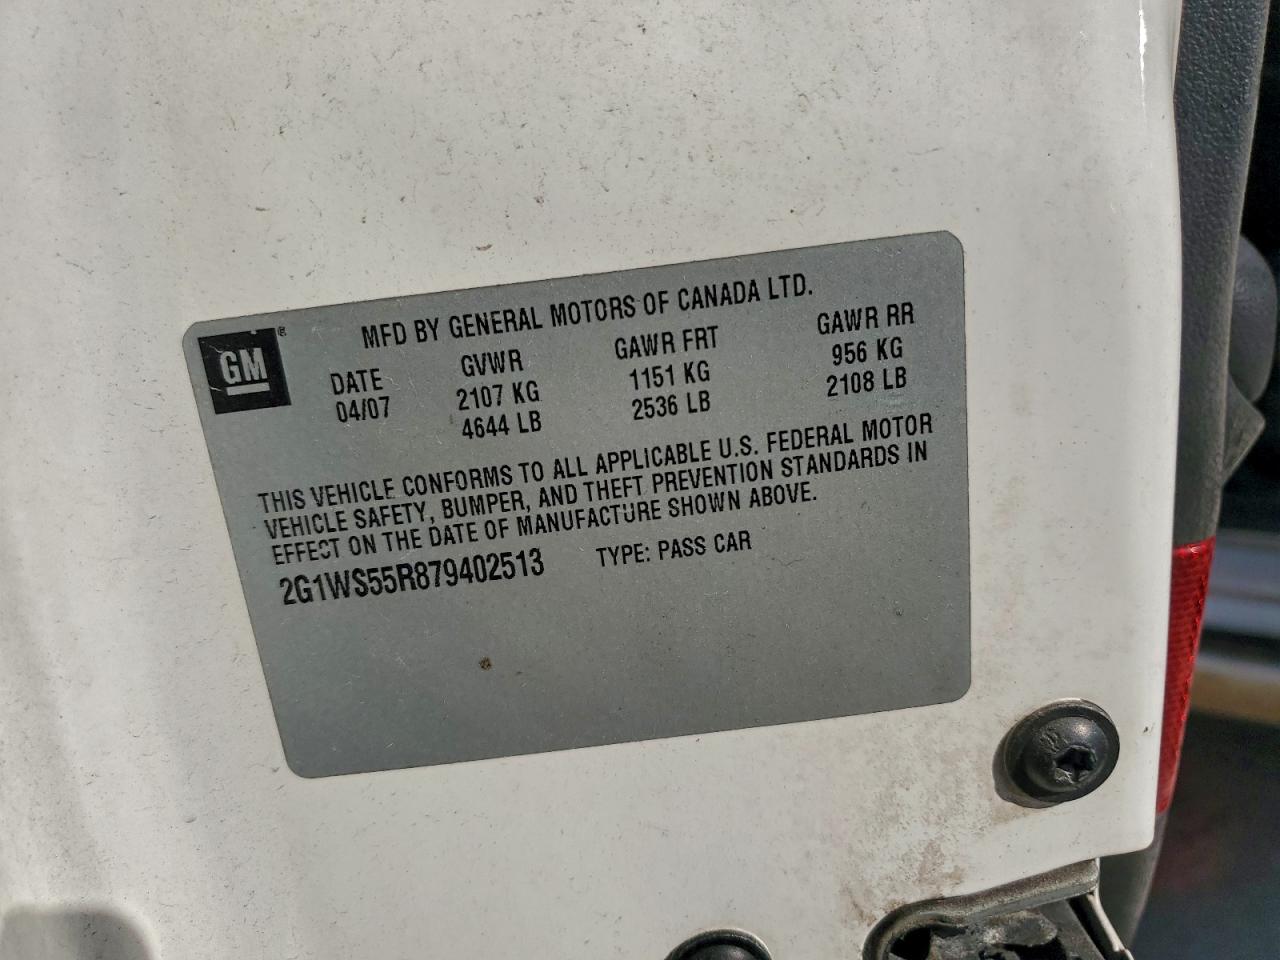 GM®
MFD BY GENERAL MOTORS OF CANADA LTD.
DATE GVWR GAWR FRT GAWR RR
04/07 2107 KG 1151 KG 956 KG
4644 LB 2536 LB 2108 LB
THIS VEHICLE CONFORMS TO ALL APPLICABLE U.S. FEDERAL MOTOR
VEHICLE SAFETY, BUMPER, AND THEFT PREVENTION STANDARDS IN
EFFECT ON THE DATE OF MANUFACTURE SHOWN ABOVE.
2G1WS55R879402513 TYPE: PASS CAR